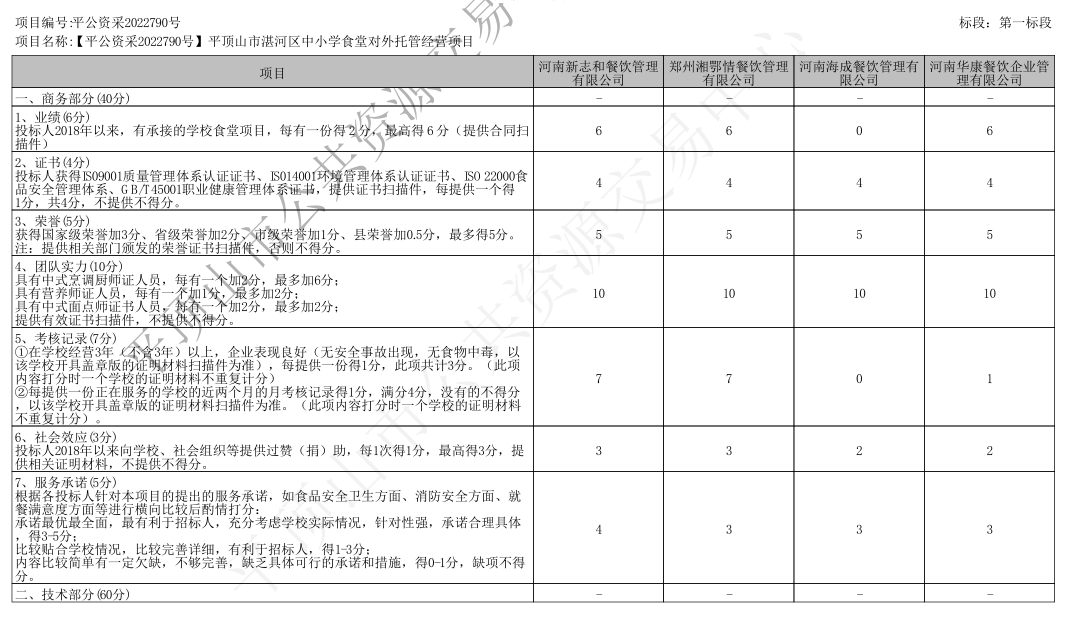 项目编号:平公资采2022790号
标段：第一标段
项目名称:【平公资采2022790号】平顶山市湛河区中小学食堂对外托管经营项目
项目
河南新志和餐饮管理
有限公司
郑州湘鄂情餐饮管理
有限公司
河南海成餐饮管理有
限公司
河南华康餐饮企业管
理有限公司
一、商务部分(40分)
–
–
–
–
1、业绩(6分)
投标人2018年以来，有承接的学校食堂项目，每有一份得 2 分，最高得 6 分（提供合同扫
描件）
6
6
0
6
2、证书(4分)
投标人获得ISO9001质量管理体系认证证书、ISO14001环境管理体系认证证书、ISO 22000食
品安全管理体系、G B/T 45001职业健康管理体系证书，提供证书扫描件，每提供一个得
1分，共4分，不提供不得分。
4
4
4
4
3、荣誉(5分)
获得国家级荣誉加3分、省级荣誉加2分、市级荣誉加1分、县荣誉加0.5分，最多得5分。
注：提供相关部门颁发的荣誉证书扫描件，否则不得分。
5
5
5
5
4、团队实力(10分)
具有中式烹调厨师证人员，每有一个加2分，最多加6分；
具有营养师证人员，每有一个加1分，最多加2分；
具有中式面点师证书人员，每有一个加2分，最多加2分；
提供有效证书扫描件，不提供不得分。
10
10
10
10
5、考核记录(7分)
①在学校经营3年（不含3年）以上，企业表现良好（无安全事故出现，无食物中毒，以
该学校开具盖章版的证明材料扫描件为准），每提供一份得1分，此项共计3分。（此项
内容打分时一个学校的证明材料不重复计分）
②每提供一份正在服务的学校的近两个月的月考核记录得1分，满分4分，没有的不得分
，以该学校开具盖章版的证明材料扫描件为准。（此项内容打分时一个学校的证明材料
不重复计分）。
7
7
0
1
6、社会效应(3分)
投标人2018年以来向学校、社会组织等提供过赞（捐）助，每1次得1分，最高得3分，提
供相关证明材料，不提供不得分。
3
3
2
2
7、服务承诺(5分)
根据各投标人针对本项目的提出的服务承诺，如食品安全卫生方面、消防安全方面、就
餐满意度方面等进行横向比较后酌情打分：
承诺最优最全面，最有利于招标人，充分考虑学校实际情况，针对性强，承诺合理具体
，得3-5分；
比较贴合学校情况，比较完善详细，有利于招标人，得1-3分；
内容比较简单有一定欠缺，不够完善，缺乏具体可行的承诺和措施，得0-1分，缺项不得
分。
4
3
3
3
二、技术部分(60分)
–
–
–
–
平顶山市公共资源交易
平顶山市公共资源交易中心